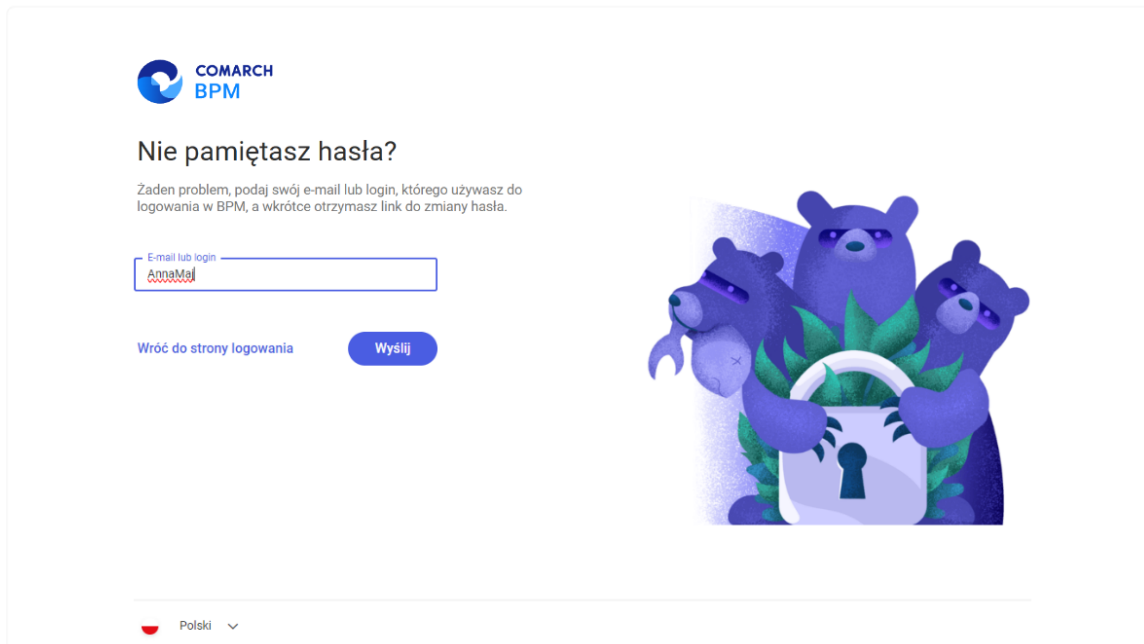 COMARCH
BPM
Nie pamiętasz hasła?
Żaden problem, podaj swój e-mail lub login, którego używasz do
logowania w BPM, a wkrótce otrzymasz link do zmiany hasła.
E-mail lub login
AnnaMaj
Wróć do strony logowania
Wyślij
Polski